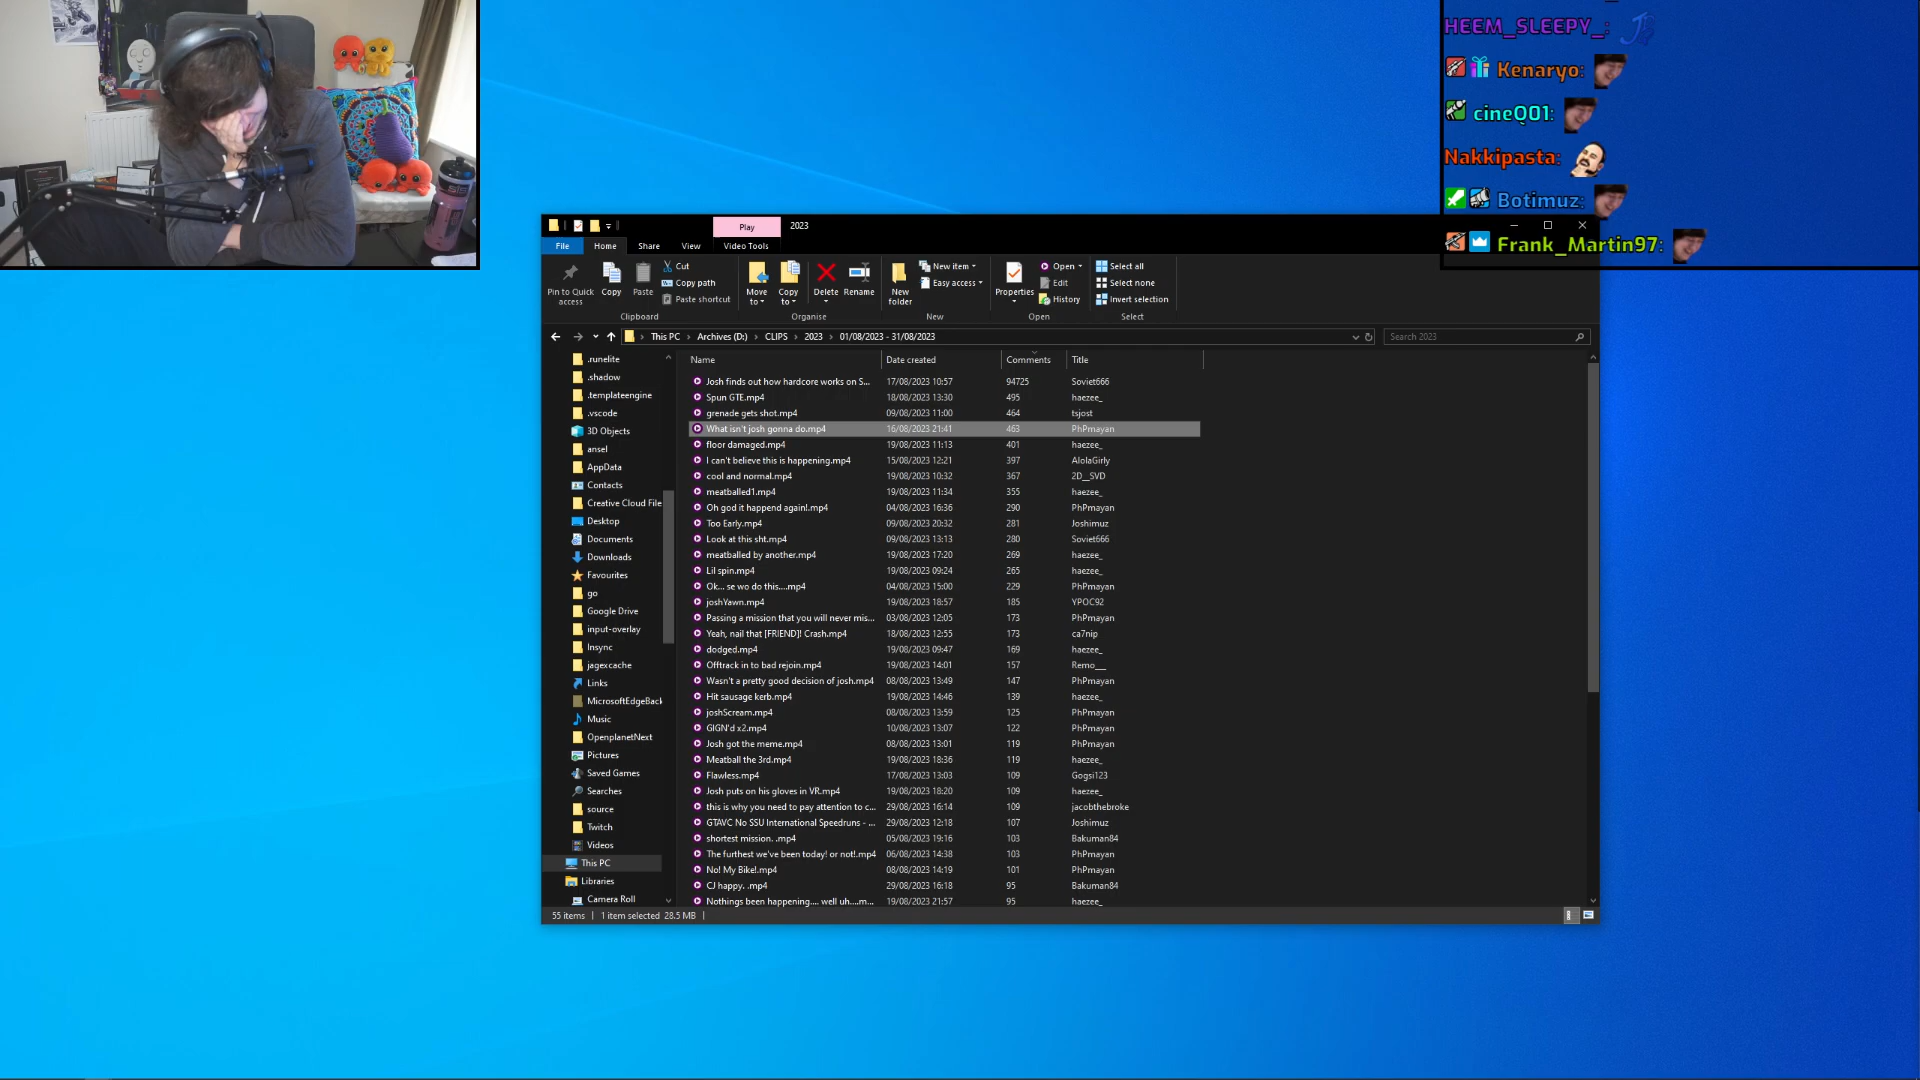 HEEM_SLEEPY_:
Kenaryo:
cineQ01:
Nakkipasta:
Botimuz:
Frank_Martin97:
Play
2023
File
Home
Share
View
Video Tools
Pin to Quick access
Copy
Paste
Cut
Copy path
Paste shortcut
Clipboard
Move to
Copy to
Delete
Rename
Organise
New folder
New item
Easy access
New
Properties
Open
Edit
History
Open
Select all
Select none
Invert selection
Select
This PC > Archives (D:) > CLIPS > 2023 > 01/08/2023 - 31/08/2023
Search 2023
.runelite
.shadow
.templateengine
.vscode
3D Objects
ansel
AppData
Contacts
Creative Cloud File
Desktop
Documents
Downloads
Favourites
go
Google Drive
input-overlay
Insync
jagexcache
Links
MicrosoftEdgeBack
Music
OpenplanetNext
Pictures
Saved Games
Searches
source
Twitch
Videos
This PC
Libraries
Camera Roll
Name Date created Comments Title
Josh finds out how hardcore works on S... 17/08/2023 10:57 94725 Soviet666
Spun GTE.mp4 18/08/2023 13:30 495 haezee_
grenade gets shot.mp4 09/08/2023 11:00 464 tsjost
What isn't josh gonna do.mp4 16/08/2023 21:41 463 PhPmayan
floor damaged.mp4 19/08/2023 11:13 401 haezee_
I can't believe this is happening.mp4 15/08/2023 12:21 397 AlolaGirly
cool and normal.mp4 19/08/2023 10:32 367 2D__SVD
meatballed1.mp4 19/08/2023 11:34 355 haezee_
Oh god it happend again!.mp4 04/08/2023 16:36 290 PhPmayan
Too Early.mp4 09/08/2023 20:32 281 Joshimuz
Look at this sht.mp4 09/08/2023 13:13 280 Soviet666
meatballed by another.mp4 19/08/2023 17:20 269 haezee_
Lil spin.mp4 19/08/2023 09:24 265 haezee_
Ok... se wo do this....mp4 04/08/2023 15:00 229 PhPmayan
joshYawn.mp4 19/08/2023 18:57 185 YPOC92
Passing a mission that you will never mis... 03/08/2023 12:05 173 PhPmayan
Yeah, nail that [FRIEND]! Crash.mp4 18/08/2023 12:55 173 ca7nip
dodged.mp4 19/08/2023 09:47 169 haezee_
Offtrack in to bad rejoin.mp4 19/08/2023 14:01 157 Remo___
Wasn't a pretty good decision of josh.mp4 08/08/2023 13:49 147 PhPmayan
Hit sausage kerb.mp4 19/08/2023 14:46 139 haezee_
joshScream.mp4 08/08/2023 13:59 125 PhPmayan
GIGN'd x2.mp4 10/08/2023 13:07 122 PhPmayan
Josh got the meme.mp4 08/08/2023 13:01 119 PhPmayan
Meatball the 3rd.mp4 19/08/2023 18:36 119 haezee_
Flawless.mp4 17/08/2023 13:03 109 Gogsi123
Josh puts on his gloves in VR.mp4 19/08/2023 18:20 109 haezee_
this is why you need to pay attention to c... 29/08/2023 16:14 109 jacobthebroke
GTAVC No SSU International Speedruns - ... 29/08/2023 12:18 107 Joshimuz
shortest mission. .mp4 05/08/2023 19:16 103 Bakuman84
The furthest we've been today! or not!.mp4 06/08/2023 14:38 103 PhPmayan
No! My Bike!.mp4 08/08/2023 14:19 101 PhPmayan
CJ happy. .mp4 29/08/2023 16:18 95 Bakuman84
Nothings been happening.... well uh....m... 19/08/2023 21:57 95 haezee_
55 items 1 item selected 28.5 MB